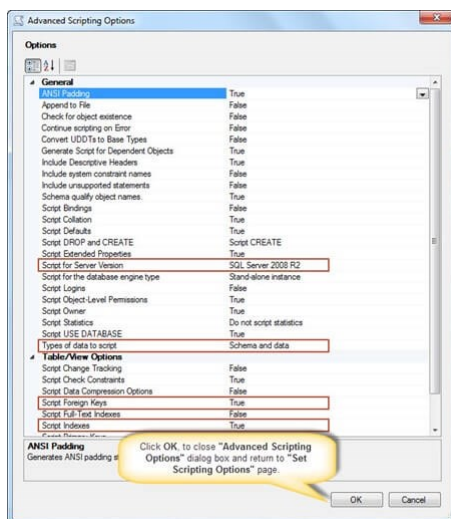 Advanced Scripting Options
Options
General
ANSI Padding True
Append to File False
Check for object existence False
Continue scripting on Error False
Convert UDDTs to Base Types False
Generate Script for Dependent Objects True
Include Descriptive Headers True
Include system constraint names False
Include unsupported statements False
Schema qualify object names. True
Script Bindings False
Script Collation True
Script Defaults True
Script DROP and CREATE Script CREATE
Script Extended Properties True
Script for Server Version SQL Server 2008 R2
Script for the database engine type Stand-alone instance
Script Logins False
Script Object-Level Permissions True
Script Owner True
Script Statistics Do not script statistics
Script USE DATABASE True
Types of data to script Schema and data
Table/View Options
Script Change Tracking False
Script Check Constraints True
Script Data Compression Options False
Script Foreign Keys True
Script Full-Text Indexes False
Script Indexes True
ANSI Padding
Generates ANSI padding
Click OK, to close "Advanced Scripting
Options" dialog box and return to "Set
Scripting Options" page.
OK Cancel